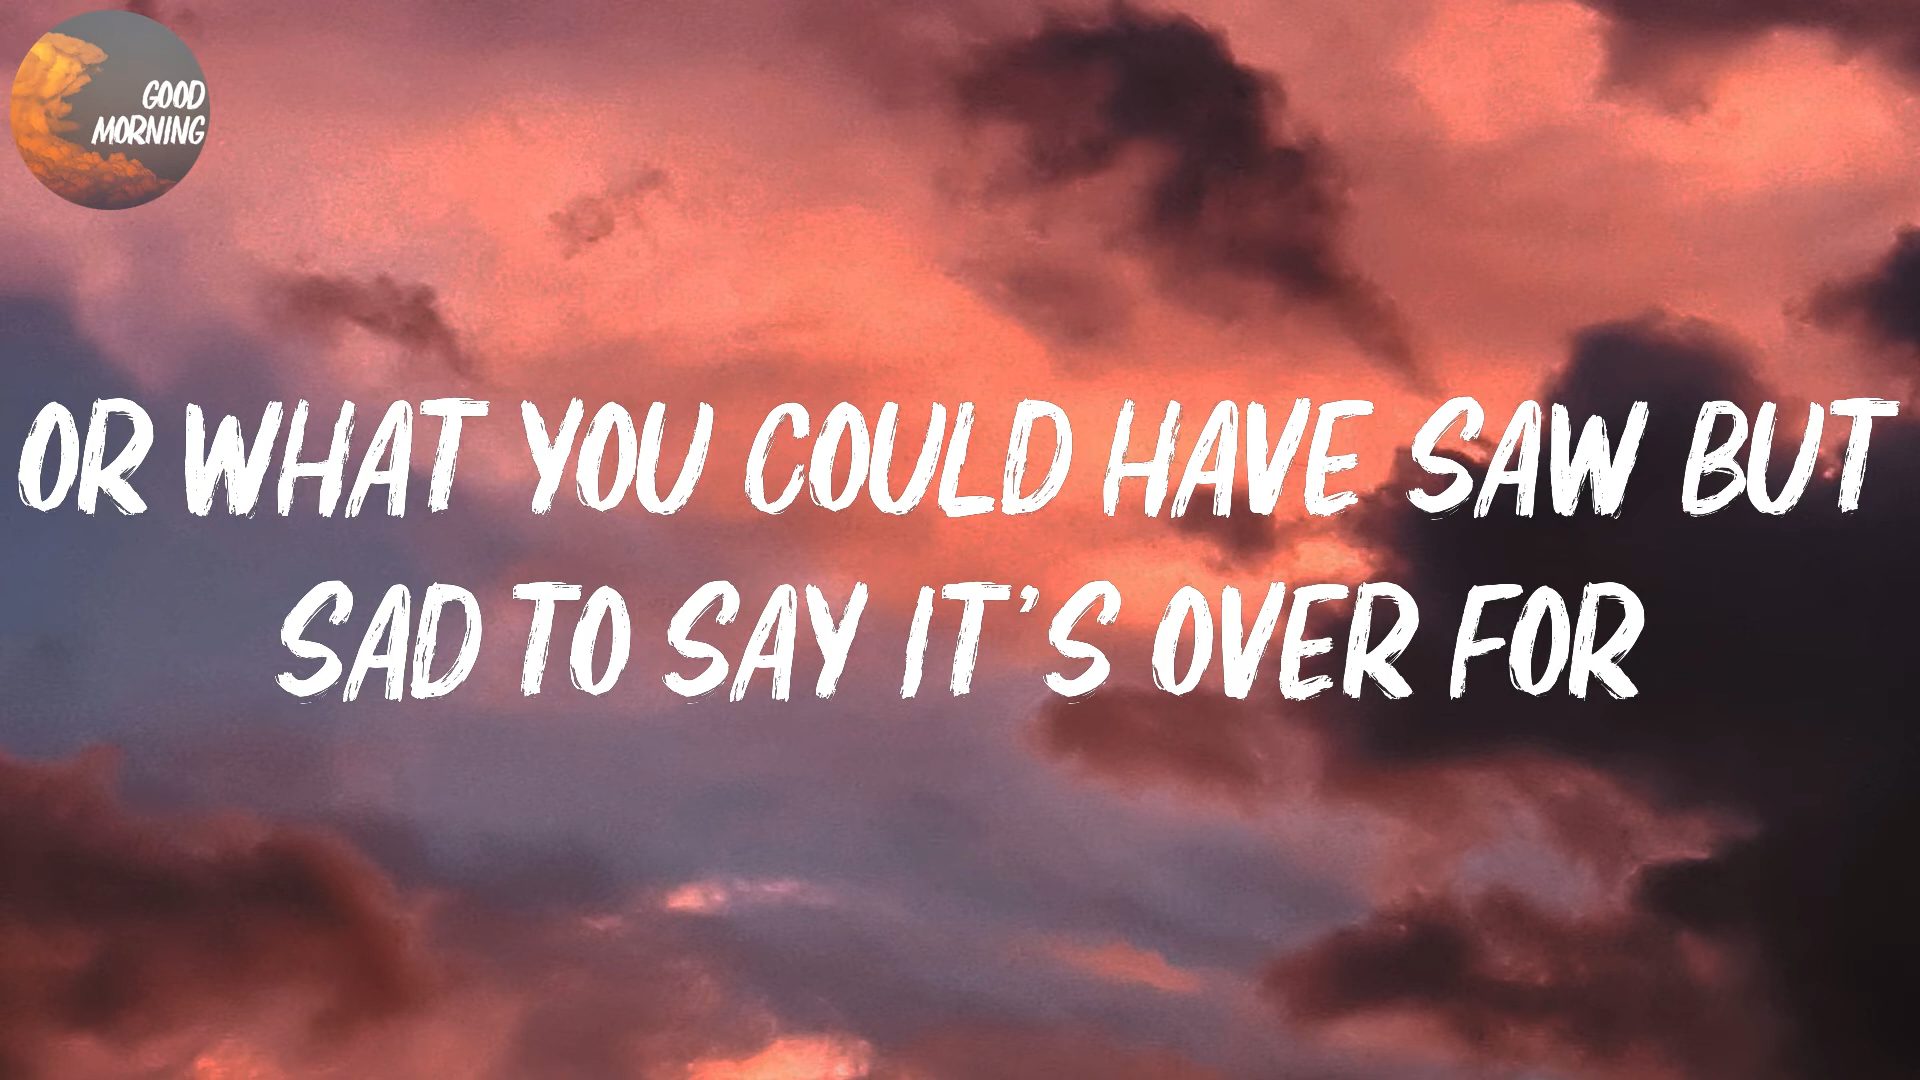 GOOD
MORNING
OR WHAT YOU COULD HAVE SAW BUT
SAD TO SAY IT'S OVER FOR